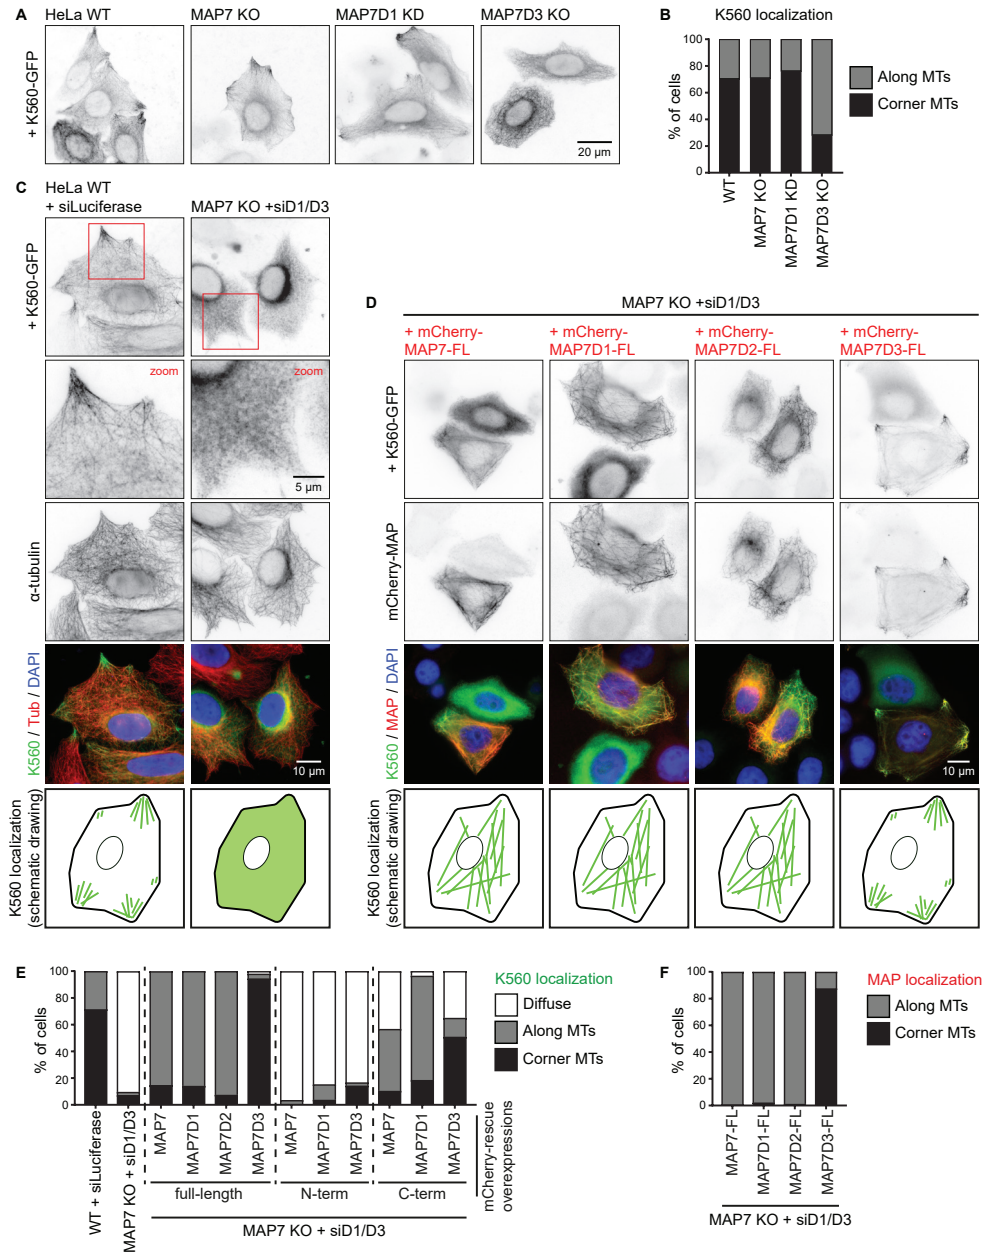 A
HeLa WT
MAP7 KO
MAP7D1 KD
MAP7D3 KO
+ K560-GFP
20 µm
B
K560 localization
% of cells
100
80
60
40
20
0
WT
MAP7 KO
MAP7D1 KD
MAP7D3 KO
Along MTs
Corner MTs
C
HeLa WT
+ siLuciferase
MAP7 KO +siD1/D3
+ K560-GFP
zoom
zoom
5 µm
α-tubulin
K560 / Tub / DAPI
10 µm
K560 localization
(schematic drawing)
D
MAP7 KO +siD1/D3
+ mCherry-
MAP7-FL
+ mCherry-
MAP7D1-FL
+ mCherry-
MAP7D2-FL
+ mCherry-
MAP7D3-FL
+ K560-GFP
mCherry-MAP
K560 / MAP / DAPI
10 µm
K560 localization
(schematic drawing)
E
% of cells
100
80
60
40
20
0
WT + siLuciferase
MAP7 KO + siD1/D3
MAP7
MAP7D1
MAP7D2
MAP7D3
MAP7
MAP7D1
MAP7D3
MAP7
MAP7D1
MAP7D3
full-length
N-term
C-term
MAP7 KO + siD1/D3
mCherry-rescue
overexpressions
K560 localization
Diffuse
Along MTs
Corner MTs
F
% of cells
100
80
60
40
20
0
MAP7-FL
MAP7D1-FL
MAP7D2-FL
MAP7D3-FL
MAP7 KO + siD1/D3
MAP localization
Along MTs
Corner MTs